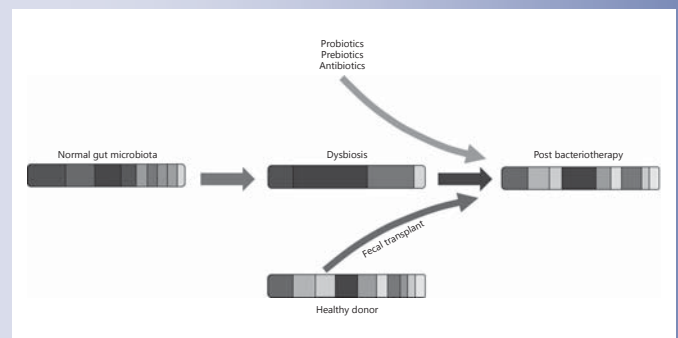 Probiotics
Prebiotics
Antibiotics
Normal gut microbiota
Dysbiosis
Post bacteriotherapy
Fecal transplant
Healthy donor